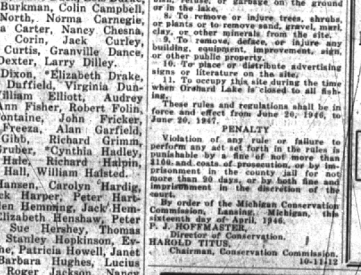 Burkman, Colin Campbell
North, Norma Carnegie,
a Carter, Nancy Chesna,
Corin, Jack Curley,
Curtis, Granville Dance,
Dexter, Larry Dilley.
Dixon, *Elizabeth Drake,
Duffield, Virginia Dun-
William Elliott, Audrey
Ann Fisher, Robert Folin
ontaine, John Fricker,
Freeza, Alan Garfield,
Gibb, Richard Grimm,
Gruber, *Cynthia Hadley,
Hale, Richard Halpin,
Hall, William Halsted.
Hansen, Carolyn Hardig,
ck Harper, Peter Hart-
en Hemming, Jack Hem-
Elizabeth Henshaw, Peter
Sue Hershey, Thomas
Stanley Hopkinson, Ev-
he, Patricia Howell, Janet
Barbara Hughes, Lucius
Roger Jackson, Nancy
refuse, or garbage on the ground
or in the lake.
8. To remove or injure trees, shrubs,
or plants or to remove sand, gravel, marl,
clay, or other minerals from the site.
9. To remove, deface, or injure any
building, equipment, improvement, sign,
or other public property.
10. To place or distribute advertising
signs or literature on the site.
11. To occupy this site during the time
when Orchard Lake is closed to all fish-
ing.
These rules and regulations shall be in
force and effect from June 20, 1946, to
June 20, 1947.
PENALTY
Violation of any rule or failure to
perform any act set forth in the rules is
punishable by a fine of not more than
$100 and costs of prosecution, or by im-
prisonment in the county jail for not
more than 90 days, or by both fine and
imprisonment in the discretion of the
court.
By order of the Michigan Conservation
Commission, Lansing, Michigan, this
sixteenth day of April, 1946.
P. J. HOFFMASTER,
Director of Conservation.
HAROLD TITUS,
Chairman, Conservation Commission.
10-11-12